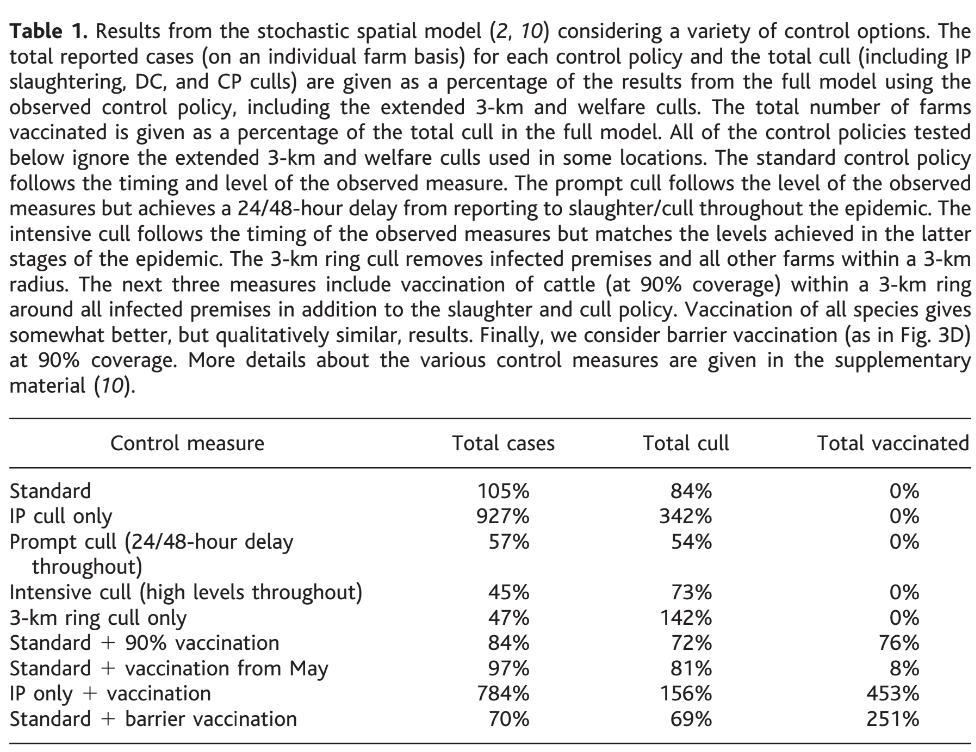 Table 1. Results from the stochastic spatial model (2, 10) considering a variety of control options. The
total reported cases (on an individual farm basis) for each control policy and the total cull (including IP
slaughtering, DC, and CP culls) are given as a percentage of the results from the full model using the
observed control policy, including the extended 3-km and welfare culls. The total number of farms
vaccinated is given as a percentage of the total cull in the full model. All of the control policies tested
below ignore the extended 3-km and welfare culls used in some locations. The standard control policy
follows the timing and level of the observed measure. The prompt cull follows the level of the observed
measures but achieves a 24/48-hour delay from reporting to slaughter/cull throughout the epidemic. The
intensive cull follows the timing of the observed measures but matches the levels achieved in the latter
stages of the epidemic. The 3-km ring cull removes infected premises and all other farms within a 3-km
radius. The next three measures include vaccination of cattle (at 90% coverage) within a 3-km ring
around all infected premises in addition to the slaughter and cull policy. Vaccination of all species gives
somewhat better, but qualitatively similar, results. Finally, we consider barrier vaccination (as in Fig. 3D)
at 90% coverage. More details about the various control measures are given in the supplementary
material (10).
Control measure Total cases Total cull Total vaccinated
Standard 105% 84% 0%
IP cull only 927% 342% 0%
Prompt cull (24/48-hour delay 57% 54% 0%
throughout)
Intensive cull (high levels throughout) 45% 73% 0%
3-km ring cull only 47% 142% 0%
Standard + 90% vaccination 84% 72% 76%
Standard + vaccination from May 97% 81% 8%
IP only + vaccination 784% 156% 453%
Standard + barrier vaccination 70% 69% 251%